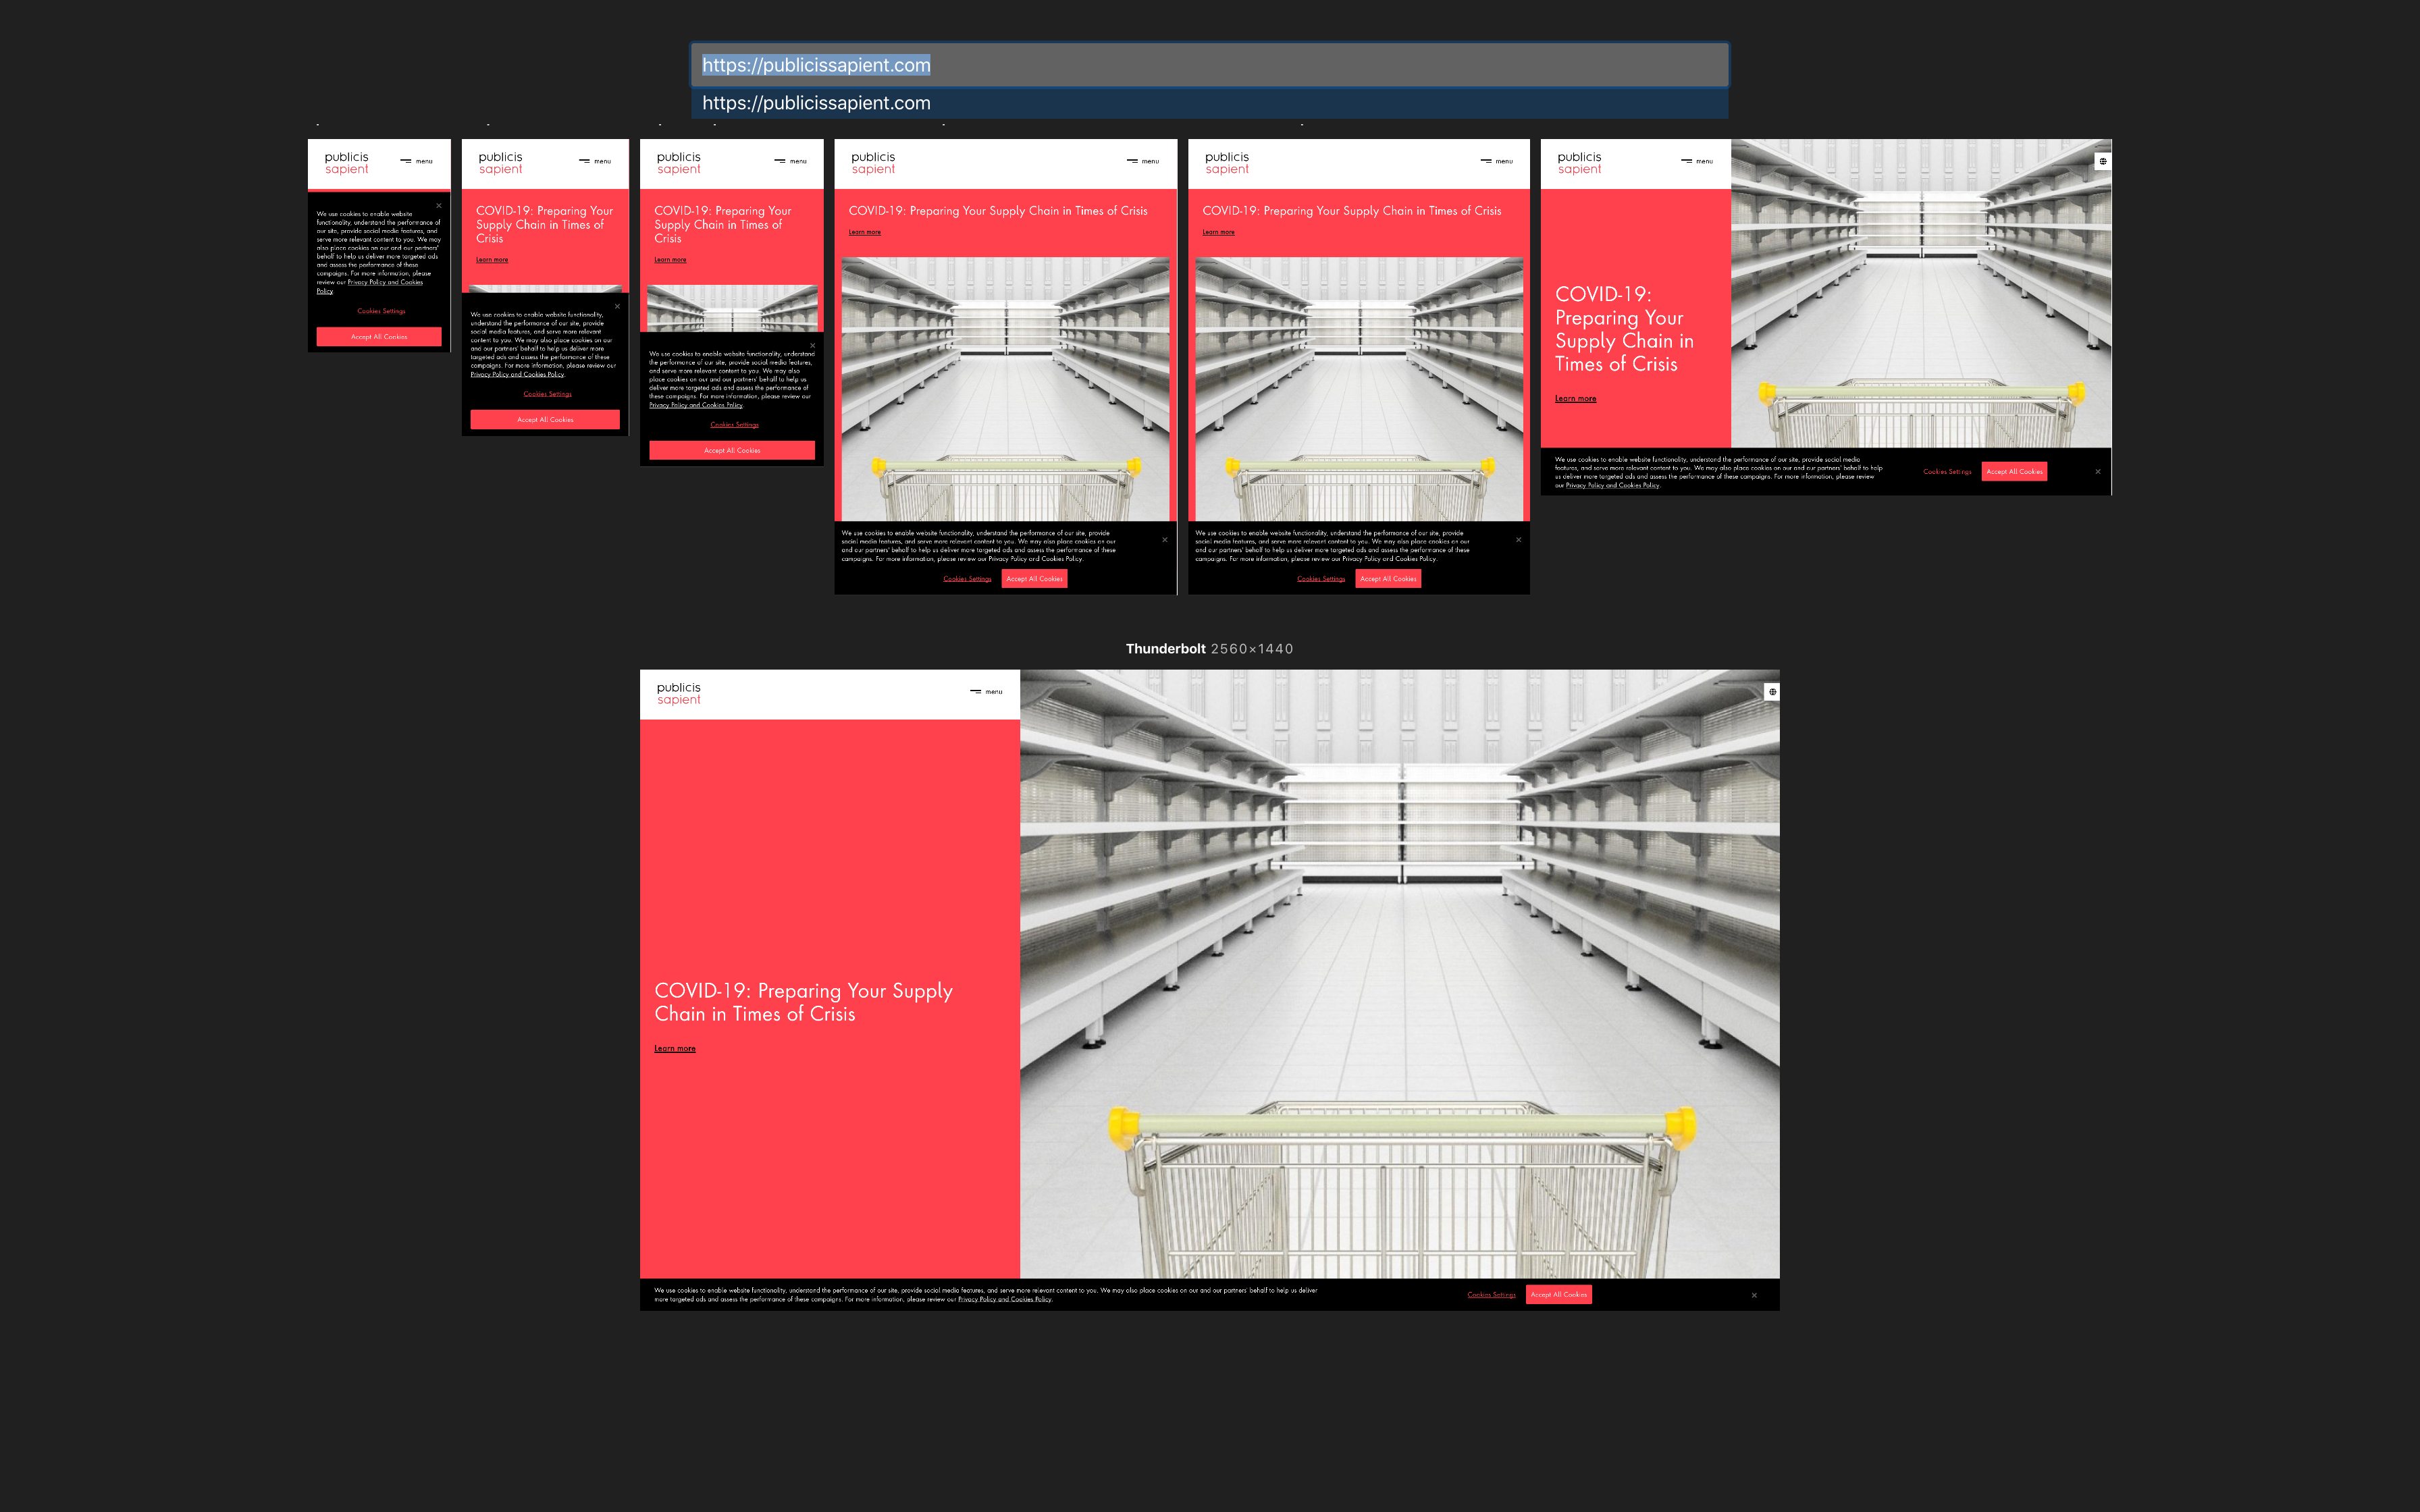 https://publicissapient.com
https://publicissapient.com
publicis
sapient
menu
We use cookies to enable website
functionality, understand the performance of
our site, provide social media features, and
serve more relevant content to you. We may
also place cookies on our and our partners'
behalf to help us deliver more targeted ads
and assess the performance of these
campaigns. For more information, please
review our Privacy Policy and Cookies
Policy.
Cookies Settings
Accept All Cookies
publicis
sapient
menu
COVID-19: Preparing Your
Supply Chain in Times of
Crisis
Learn more
We use cookies to enable website functionality,
understand the performance of our site, provide
social media features, and serve more relevant
content to you. We may also place cookies on our
and our partners' behalf to help us deliver more
targeted ads and assess the performance of these
campaigns. For more information, please review our
Privacy Policy and Cookies Policy.
Cookies Settings
Accept All Cookies
publicis
sapient
menu
COVID-19: Preparing Your
Supply Chain in Times of
Crisis
Learn more
We use cookies to enable website functionality, understand
the performance of our site, provide social media features,
and serve more relevant content to you. We may also
place cookies on our and our partners' behalf to help us
deliver more targeted ads and assess the performance of
these campaigns. For more information, please review our
Privacy Policy and Cookies Policy.
Cookies Settings
Accept All Cookies
publicis
sapient
menu
COVID-19: Preparing Your Supply Chain in Times of Crisis
Learn more
We use cookies to enable website functionality, understand the performance of our site, provide
social media features, and serve more relevant content to you. We may also place cookies on our
and our partners' behalf to help us deliver more targeted ads and assess the performance of these
campaigns. For more information, please review our Privacy Policy and Cookies Policy.
Cookies Settings
Accept All Cookies
publicis
sapient
menu
COVID-19: Preparing Your Supply Chain in Times of Crisis
Learn more
We use cookies to enable website functionality, understand the performance of our site, provide
social media features, and serve more relevant content to you. We may also place cookies on our
and our partners' behalf to help us deliver more targeted ads and assess the performance of these
campaigns. For more information, please review our Privacy Policy and Cookies Policy.
Cookies Settings
Accept All Cookies
publicis
sapient
menu
COVID-19:
Preparing Your
Supply Chain in
Times of Crisis
Learn more
We use cookies to enable website functionality, understand the performance of our site, provide social media
features, and serve more relevant content to you. We may also place cookies on our and our partners' behalf to help
us deliver more targeted ads and assess the performance of these campaigns. For more information, please review
our Privacy Policy and Cookies Policy.
Cookies Settings
Accept All Cookies
Thunderbolt 2560×1440
publicis
sapient
menu
COVID-19: Preparing Your Supply
Chain in Times of Crisis
Learn more
We use cookies to enable website functionality, understand the performance of our site, provide social media features, and serve more relevant content to you. We may also place cookies on our and our partners' behalf to help us deliver
more targeted ads and assess the performance of these campaigns. For more information, please review our Privacy Policy and Cookies Policy.
Cookies Settings
Accept All Cookies